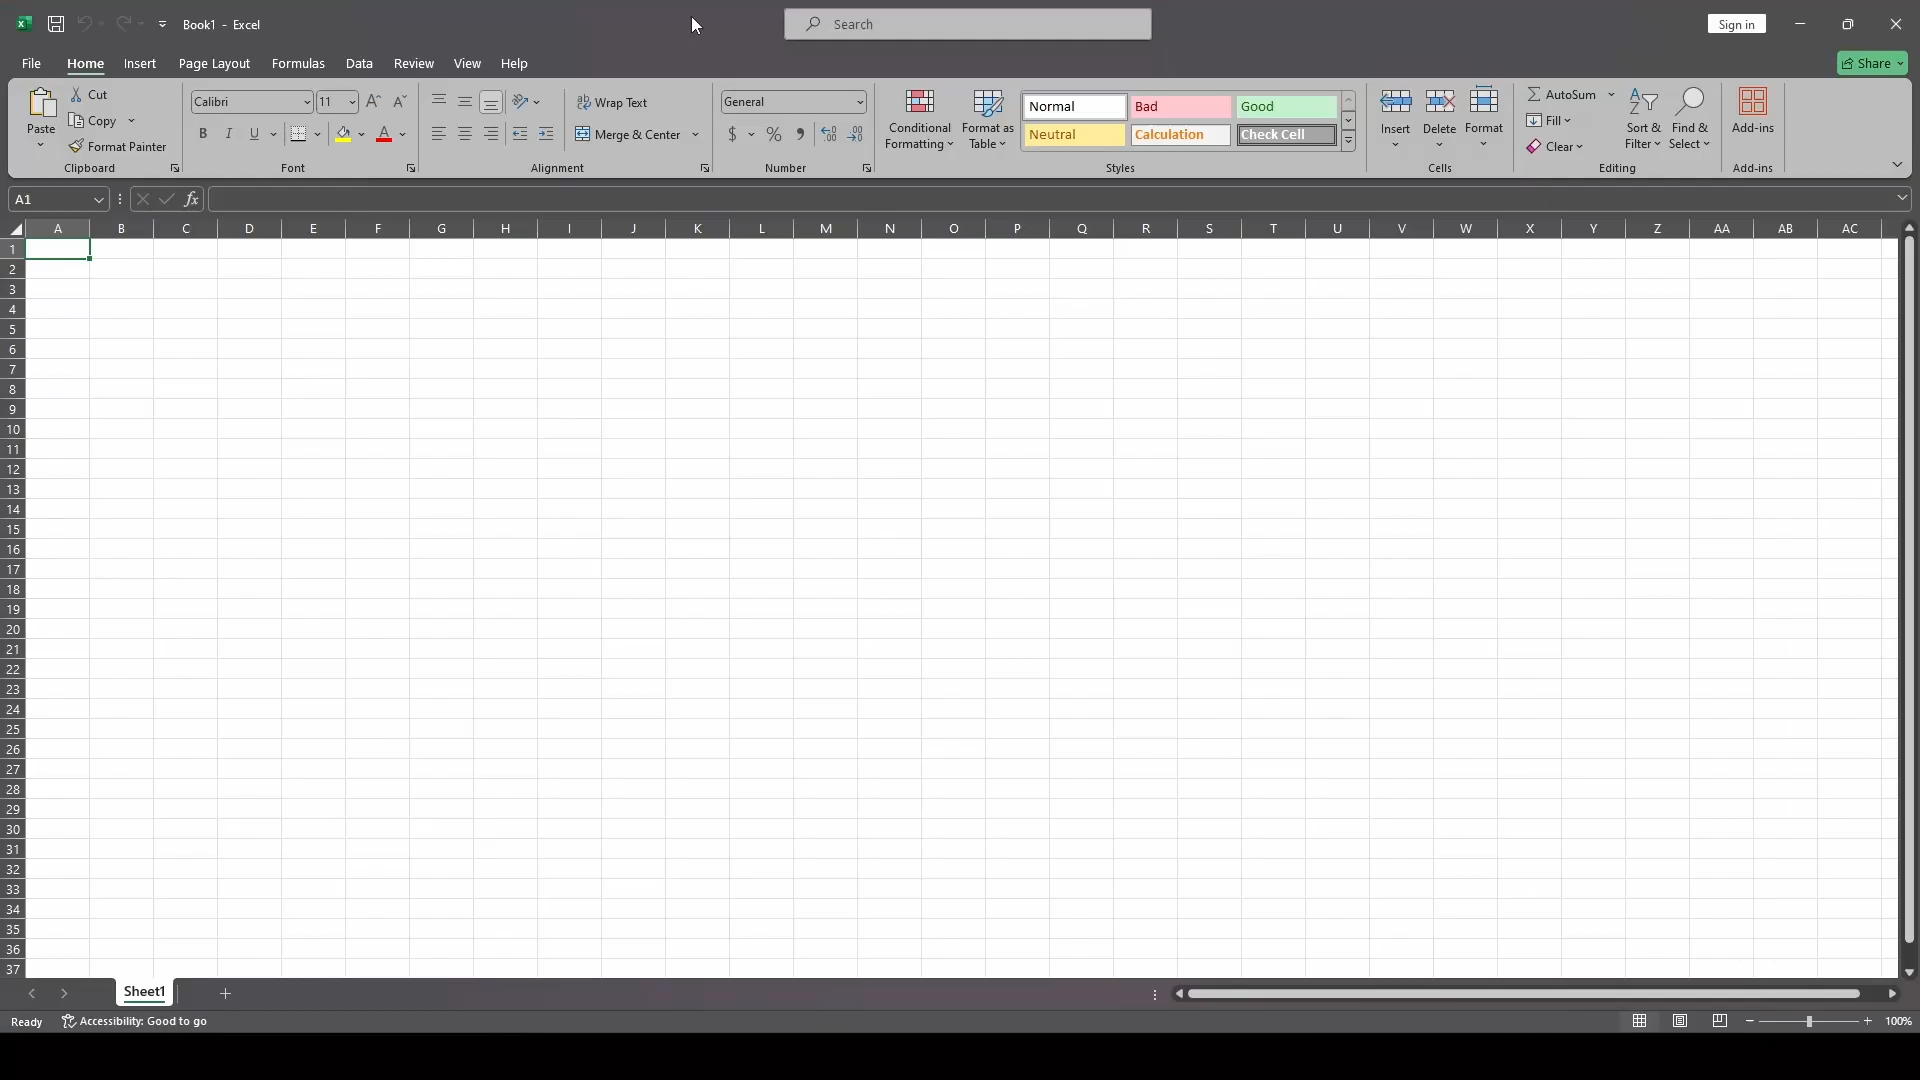 Book1 - Excel
Search
Sign in
File Home Insert Page Layout Formulas Data Review View Help
Share
Paste
Cut
Copy
Format Painter
Clipboard
Calibri 11
B I U A
Font
Wrap Text
Merge & Center
Alignment
General
$ % ,
Number
Conditional
Formatting
Format as
Table
Normal Bad Good
Neutral Calculation Check Cell
Styles
Insert Delete Format
Cells
AutoSum
Fill
Clear
Sort &
Filter
Find &
Select
Editing
Add-ins
Add-ins
A1
fx
A B C D E F G H I J K L M N O P Q R S T U V W X Y Z AA AB AC
1
2
3
4
5
6
7
8
9
10
11
12
13
14
15
16
17
18
19
20
21
22
23
24
25
26
27
28
29
30
31
32
33
34
35
36
37
Sheet1
Ready
Accessibility: Good to go
100%